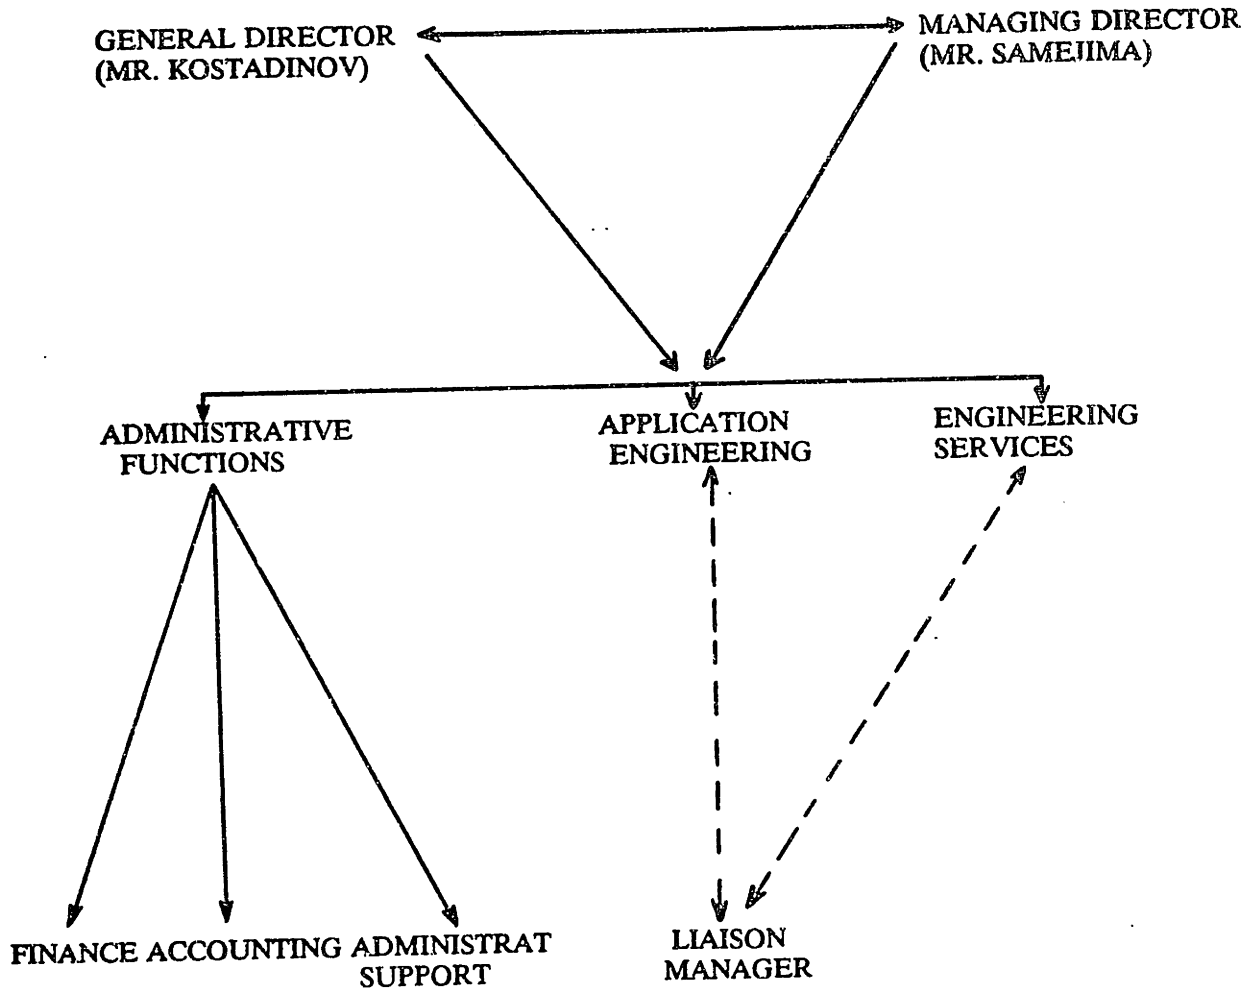 GENERAL DIRECTOR
(MR. KOSTADINOV)
MANAGING DIRECTOR
(MR. SAMEJIMA)
ADMINISTRATIVE
FUNCTIONS
APPLICATION
ENGINEERING
ENGINEERING
SERVICES
FINANCE ACCOUNTING ADMINISTRAT
SUPPORT
LIAISON
MANAGER